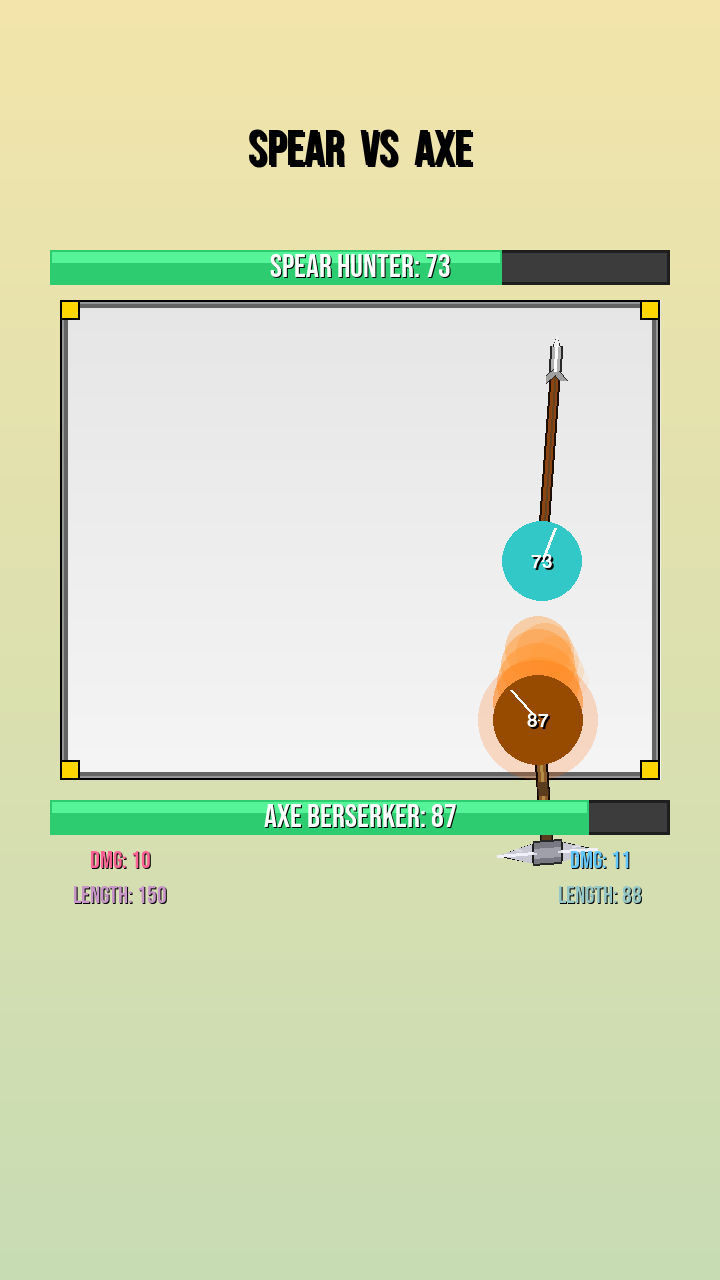 SPEAR VS AXE
SPEAR HUNTER: 73
73
87
AXE BERSERKER: 87
DMG: 10
DMG: 11
LENGTH: 150
LENGTH: 88